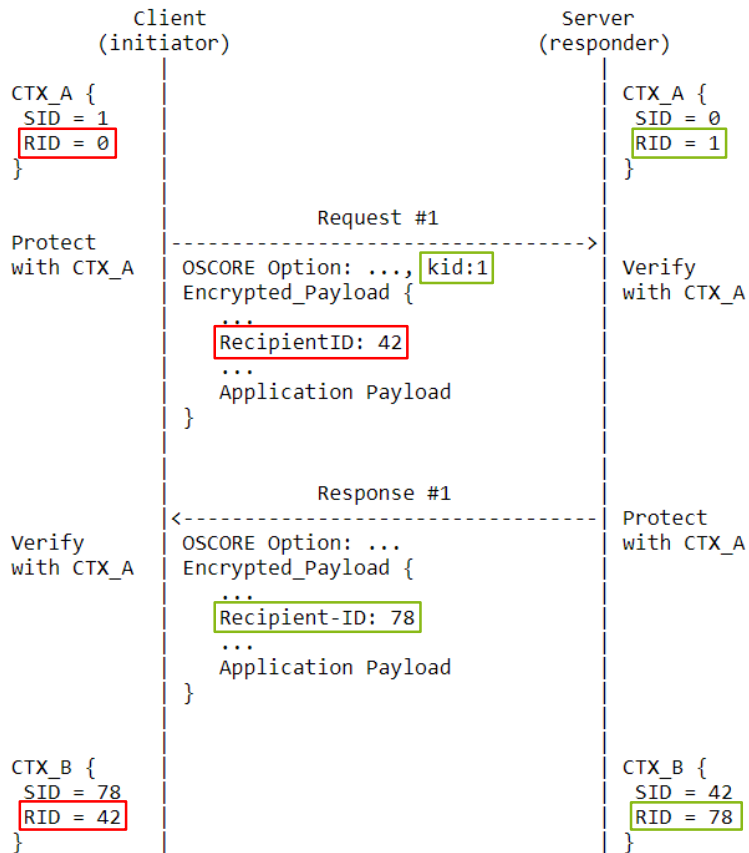 Client Server
(initiator) (responder)
CTX_A { CTX_A {
SID = 1 SID = 0
RID = 0 RID = 1
} }
Request #1
Protect |---------------------------------->|
with CTX_A OSCORE Option: ..., kid:1 Verify
Encrypted_Payload { with CTX_A
...
RecipientID: 42
...
Application Payload
}
Response #1
<----------------------------------| Protect
Verify OSCORE Option: ... with CTX_A
with CTX_A Encrypted_Payload {
...
Recipient-ID: 78
...
Application Payload
}
CTX_B { CTX_B {
SID = 78 SID = 42
RID = 42 RID = 78
} }